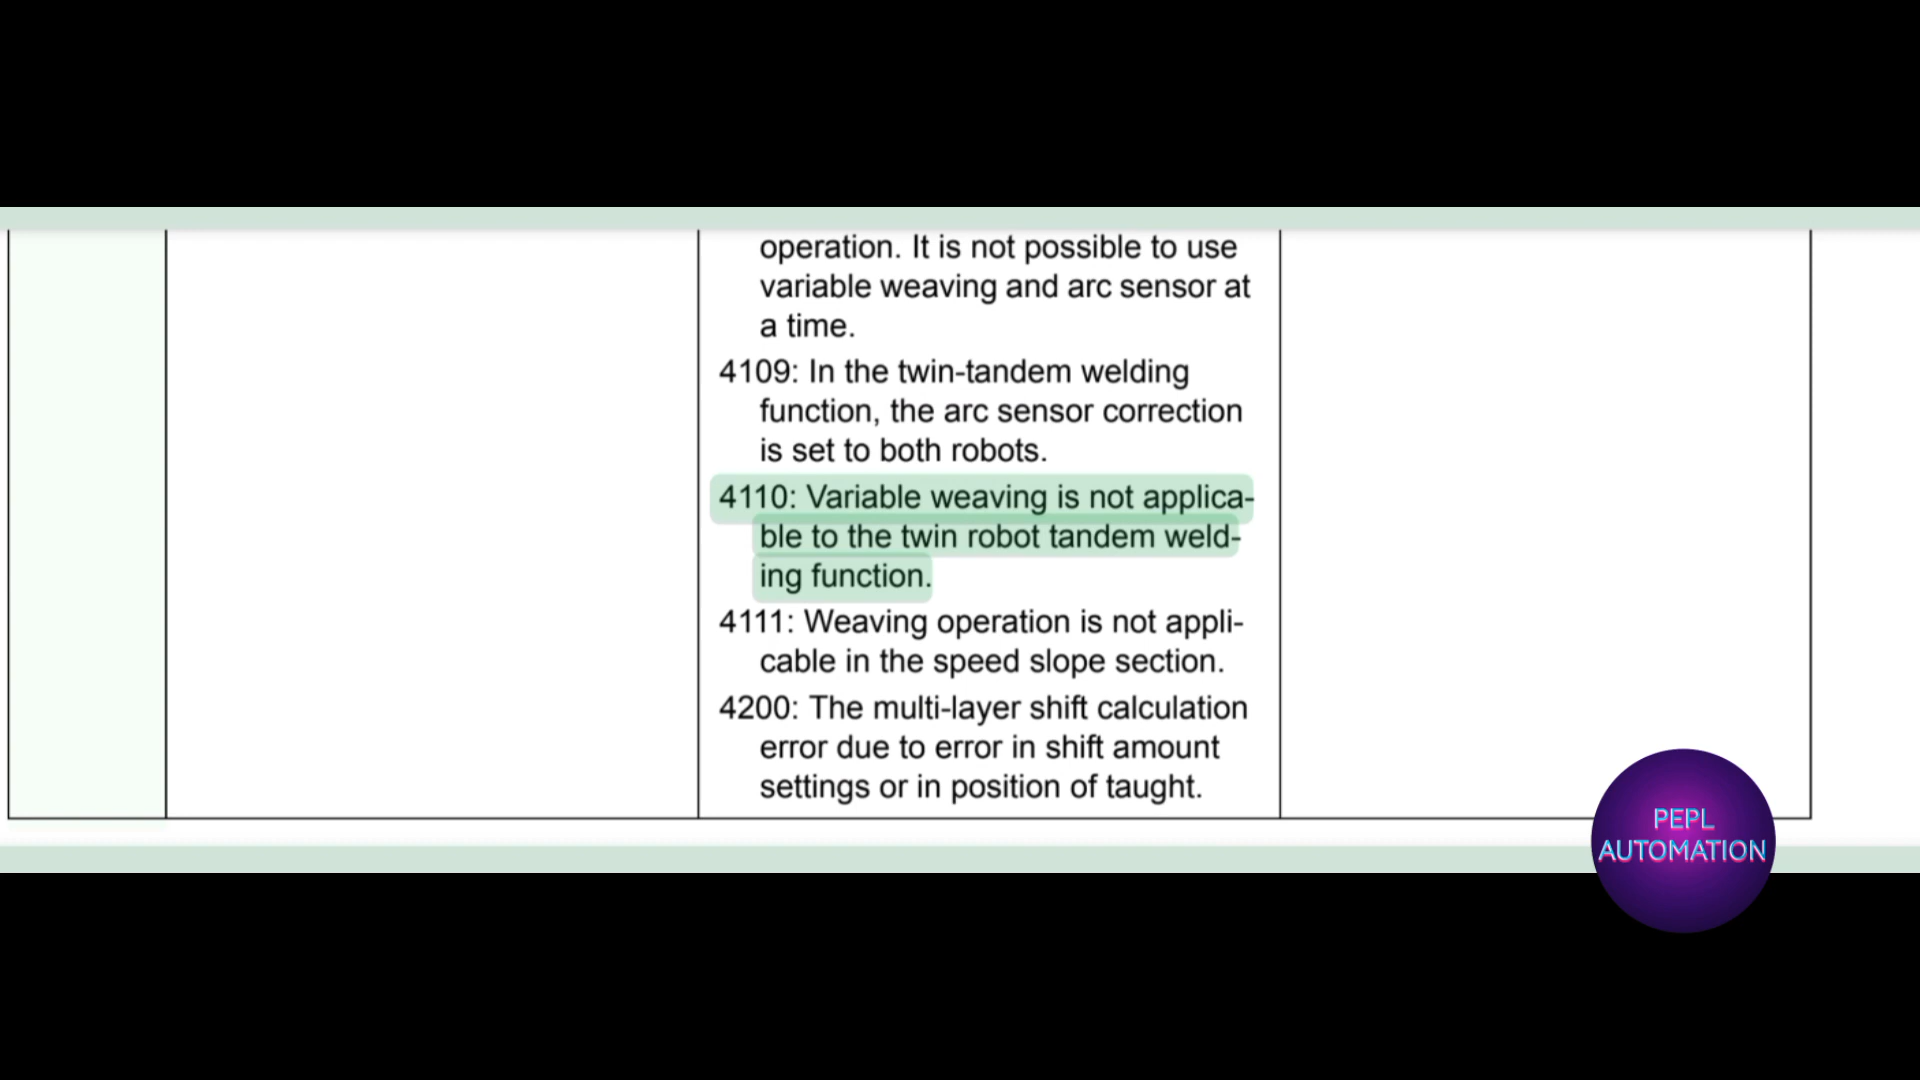 operation. It is not possible to use
variable weaving and arc sensor at
a time.
4109: In the twin-tandem welding
function, the arc sensor correction
is set to both robots.
4110: Variable weaving is not applica-
ble to the twin robot tandem weld-
ing function.
4111: Weaving operation is not appli-
cable in the speed slope section.
4200: The multi-layer shift calculation
error due to error in shift amount
settings or in position of taught.
PEPL
AUTOMATION